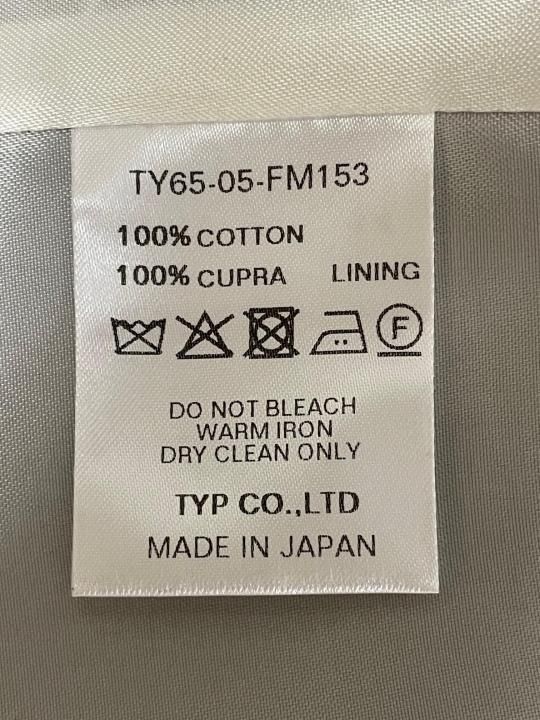 TY65-05-FM153
100% COTTON
100% CUPRA LINING
F
DO NOT BLEACH
WARM IRON
DRY CLEAN ONLY
TYP CO.,LTD
MADE IN JAPAN